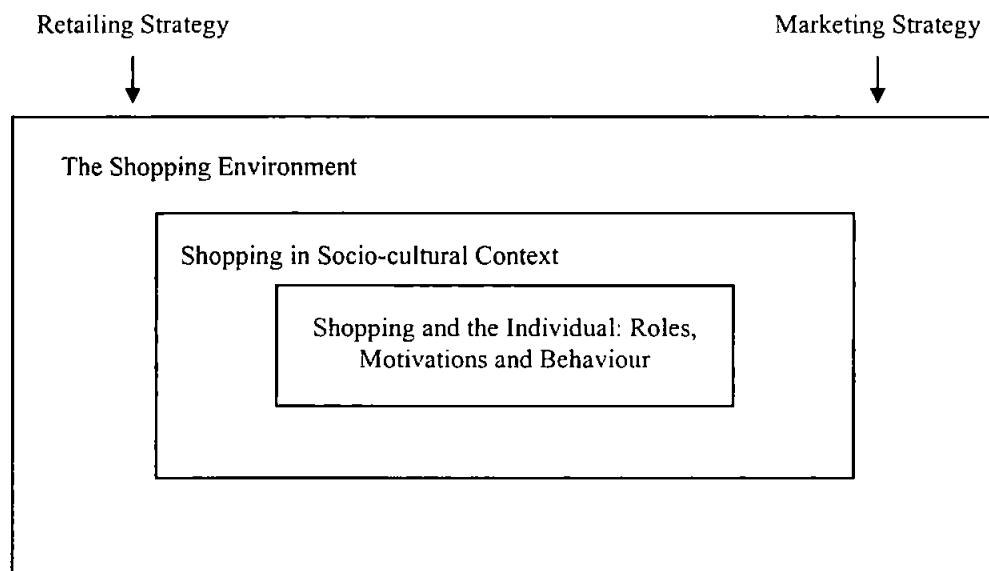 Retailing Strategy
Marketing Strategy
The Shopping Environment
Shopping in Socio-cultural Context
Shopping and the Individual: Roles,
Motivations and Behaviour